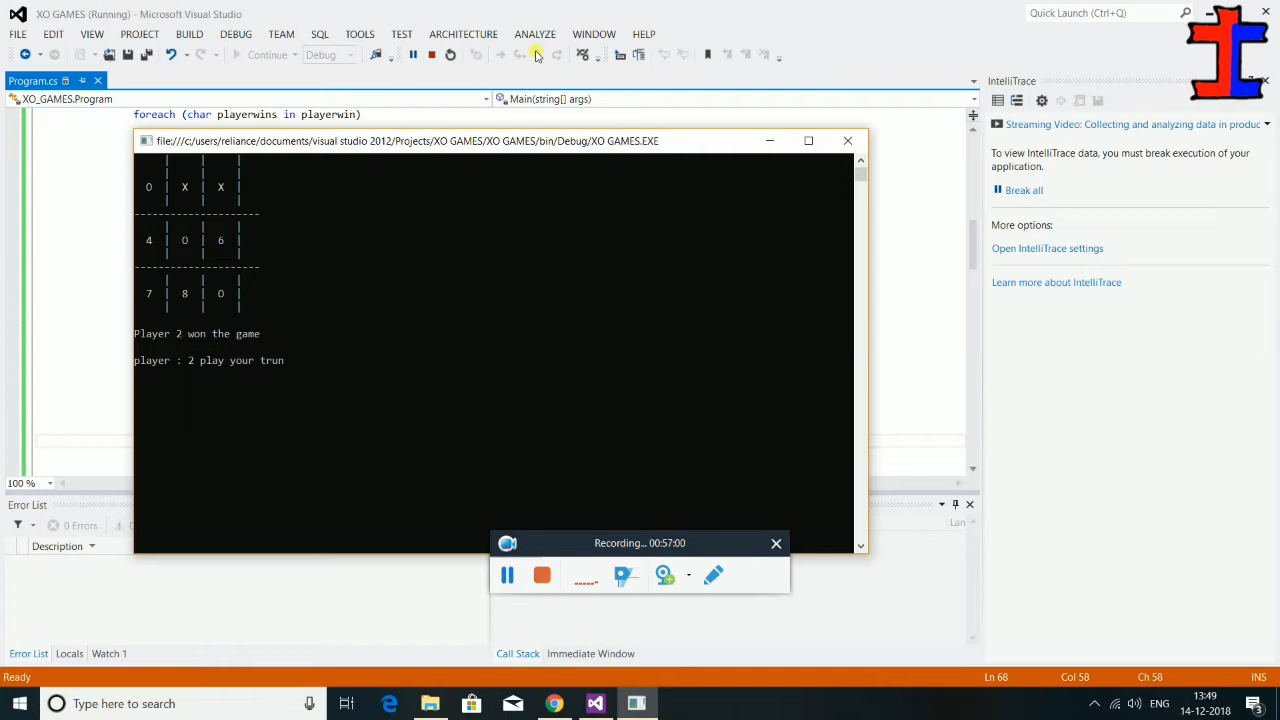 XO GAMES (Running) - Microsoft Visual Studio
Quick Launch (Ctrl+Q)
FILE EDIT VIEW PROJECT BUILD DEBUG TEAM SQL TOOLS TEST ARCHITECTURE ANALYZE WINDOW HELP
Continue Debug
Program.cs
IntelliTrace
XO_GAMES.Program Main(string[] args)
foreach (char playerwins in playerwin)
Streaming Video: Collecting and analyzing data in produc
file:///c:/users/reliance/documents/visual studio 2012/Projects/XO GAMES/XO GAMES/bin/Debug/XO GAMES.EXE
To view IntelliTrace data, you must break execution of your
application.
Break all
0 | X | X |
--------------------
4 | 0 | 6 |
--------------------
7 | 8 | 0 |
More options:
Open IntelliTrace settings
Learn more about IntelliTrace
Player 2 won the game
player : 2 play your trun
100 %
Error List
0 Errors
Lan
Description
Recording... 00:57:00
Error List Locals Watch 1
Call Stack Immediate Window
Ready
Ln 68 Col 58 Ch 58 INS
Type here to search
ENG
13:49
14-12-2018
3